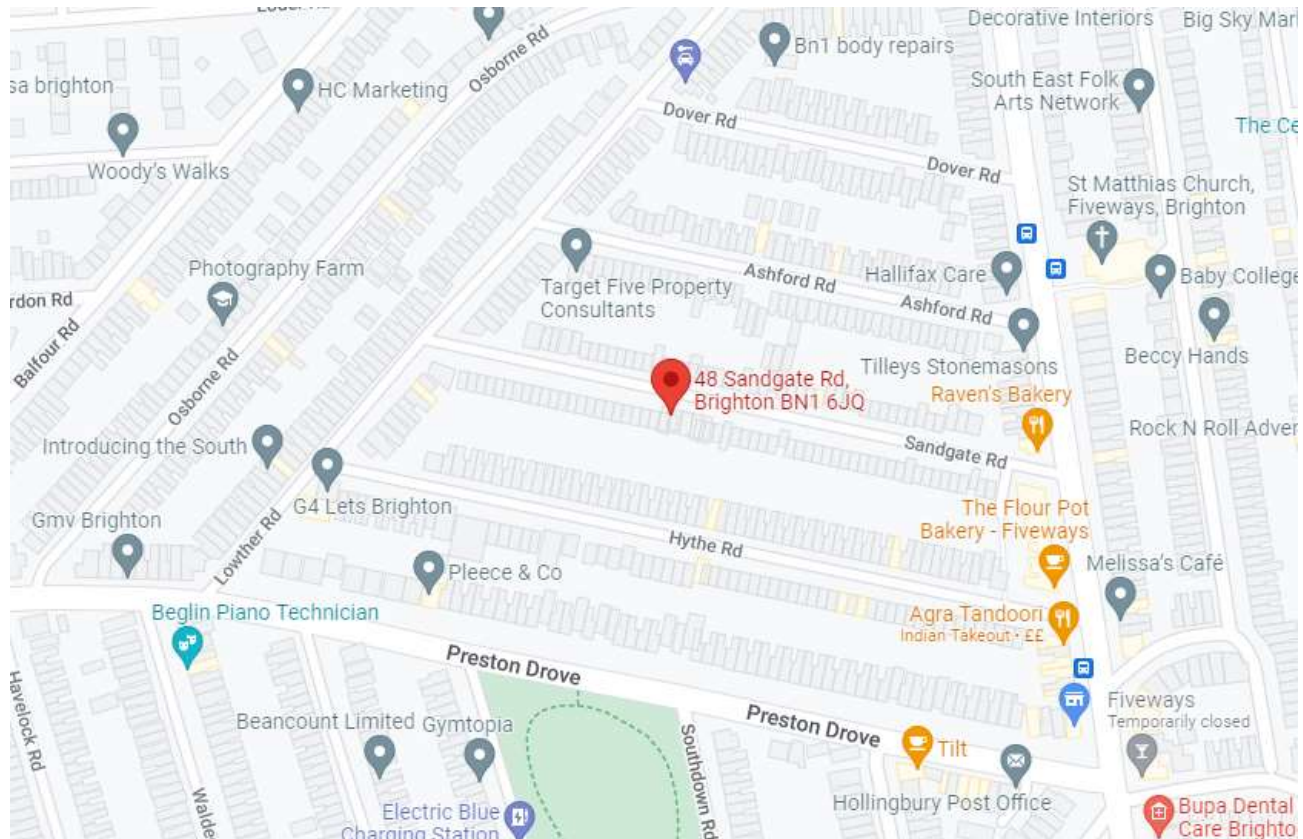 Osborne Rd
Bn1 body repairs
Decorative Interiors
Big Sky Mar
sa brighton
HC Marketing
South East Folk
Arts Network
Dover Rd
The Ce
Woody's Walks
Dover Rd
St Matthias Church,
Fiveways, Brighton
Photography Farm
Ashford Rd
Hallifax Care
Baby College
Target Five Property
Consultants
Ashford Rd
rdon Rd
Balfour Rd
Osborne Rd
Tilleys Stonemasons
Beccy Hands
48 Sandgate Rd,
Brighton BN1 6JQ
Raven's Bakery
Rock N Roll Adver
Introducing the South
Sandgate Rd
G4 Lets Brighton
The Flour Pot
Bakery - Fiveways
Gmv Brighton
Lowther Rd
Hythe Rd
Melissa's Café
Pleece & Co
Beglin Piano Technician
Agra Tandoori
Indian Takeout · ££
Preston Drove
Havelock Rd
Fiveways
Temporarily closed
Beancount Limited
Gymtopia
Preston Drove
Tilt
Southdown Rd
Walde
Hollingbury Post Office
Electric Blue
Charging Station
Bupa Dental
Care Brighto